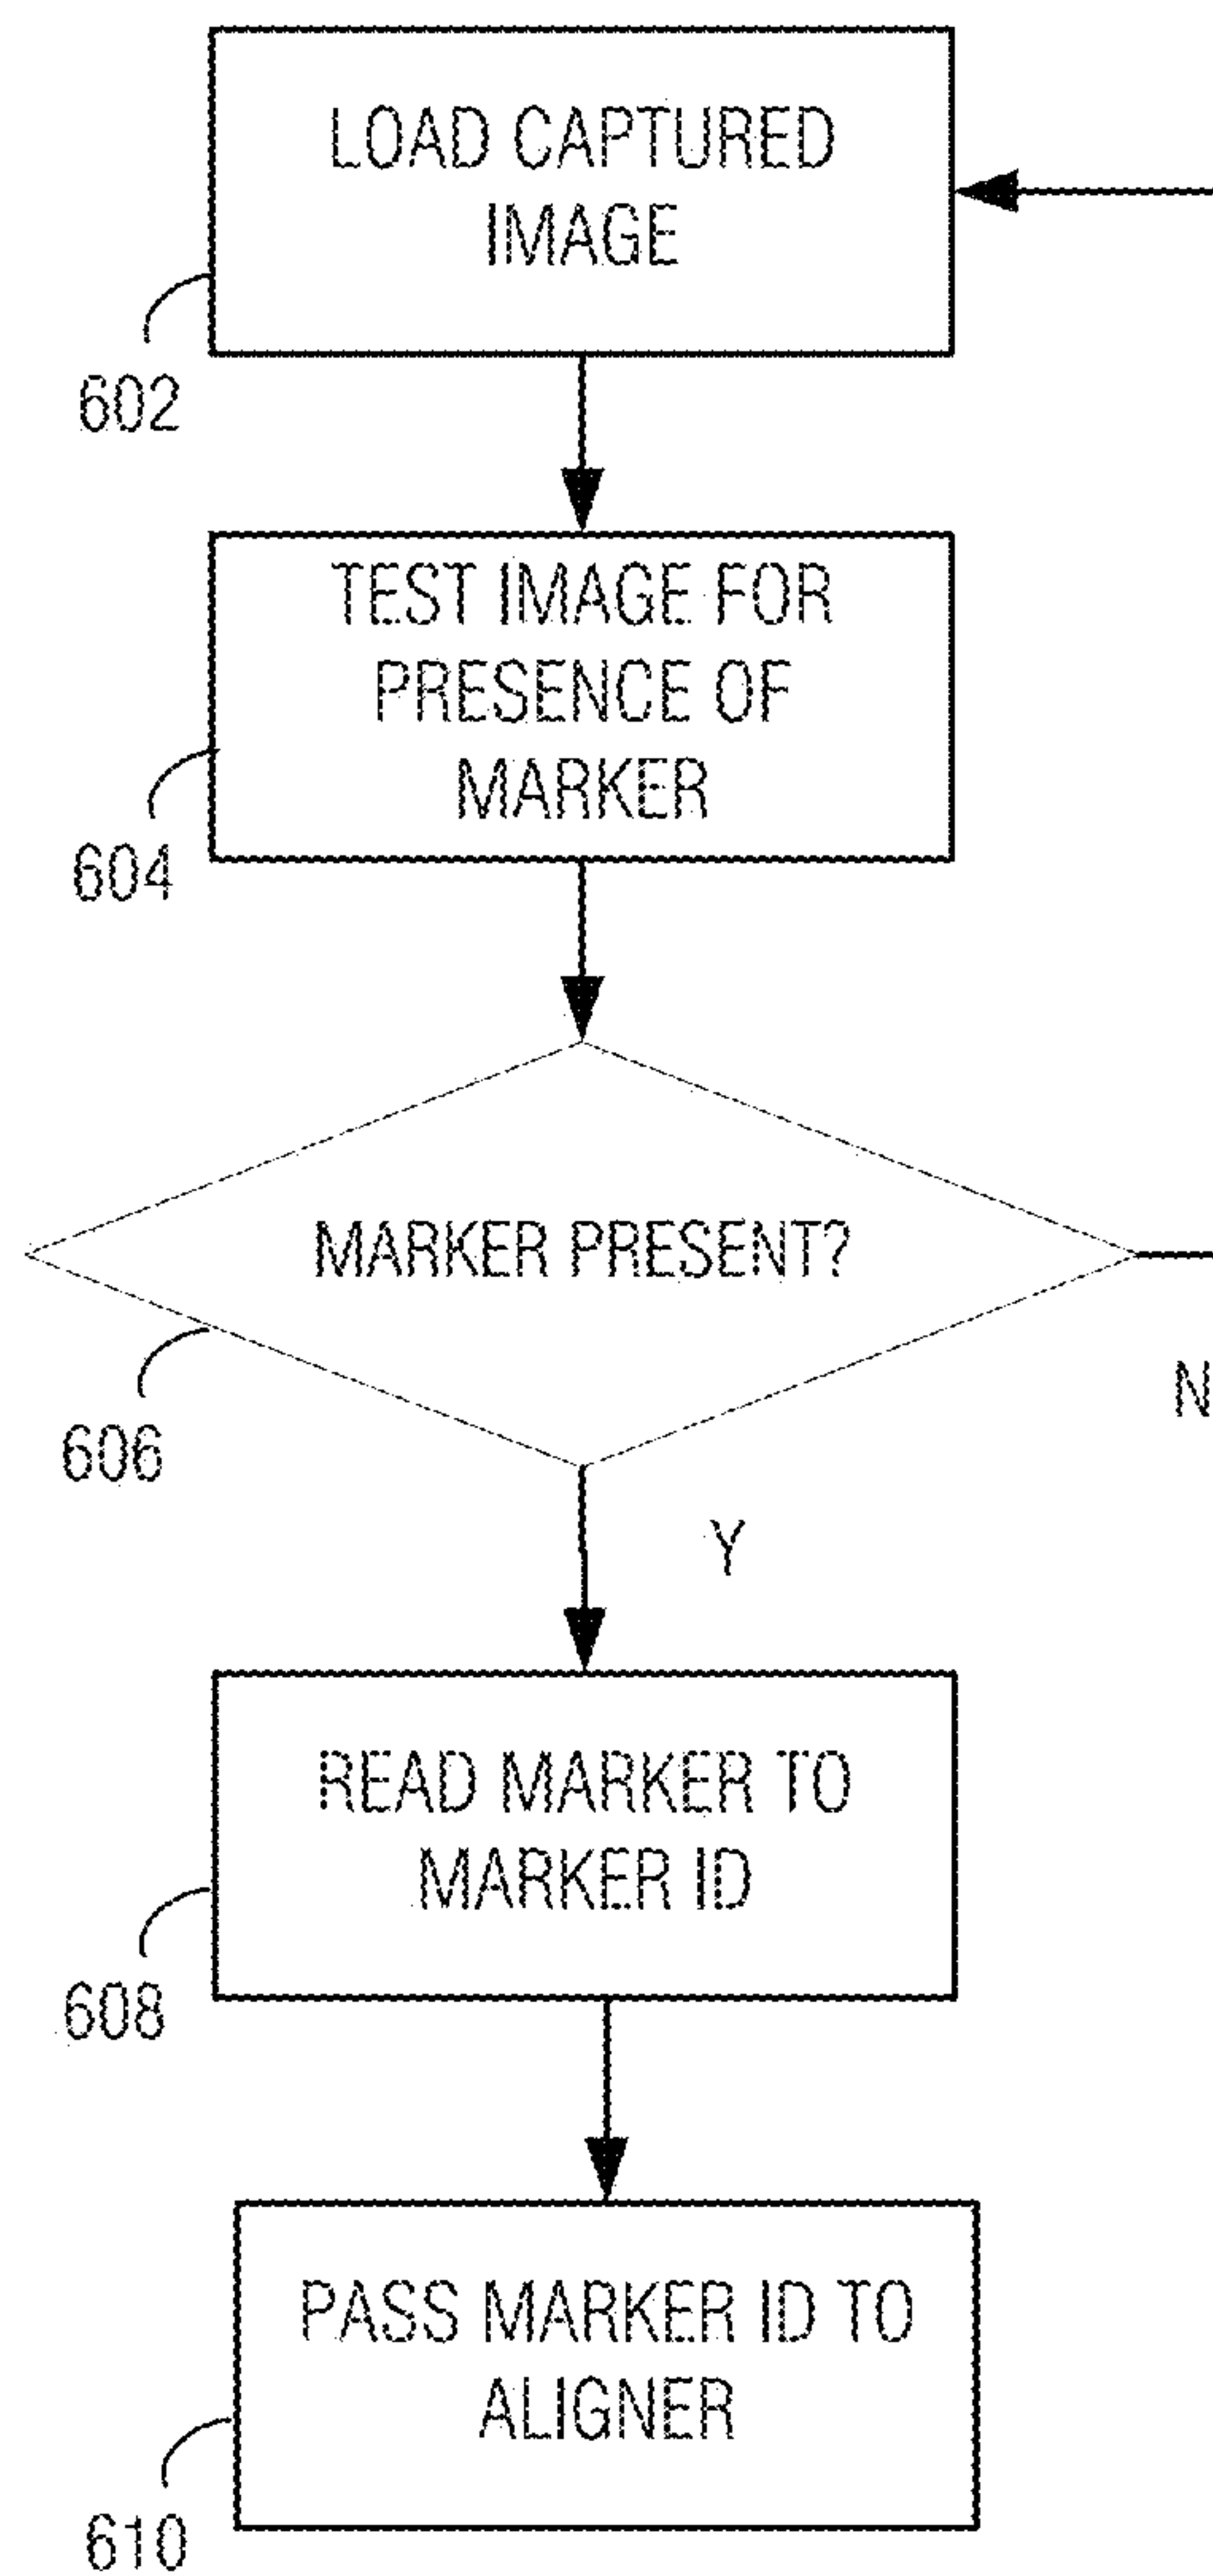 LOAD CAPTURED
IMAGE
602
TEST IMAGE FOR
PRESENCE OF
MARKER
604
MARKER PRESENT?
N
606
Y
READ MARKER TO
MARKER ID
608
PASS MARKER ID TO
ALIGNER
610